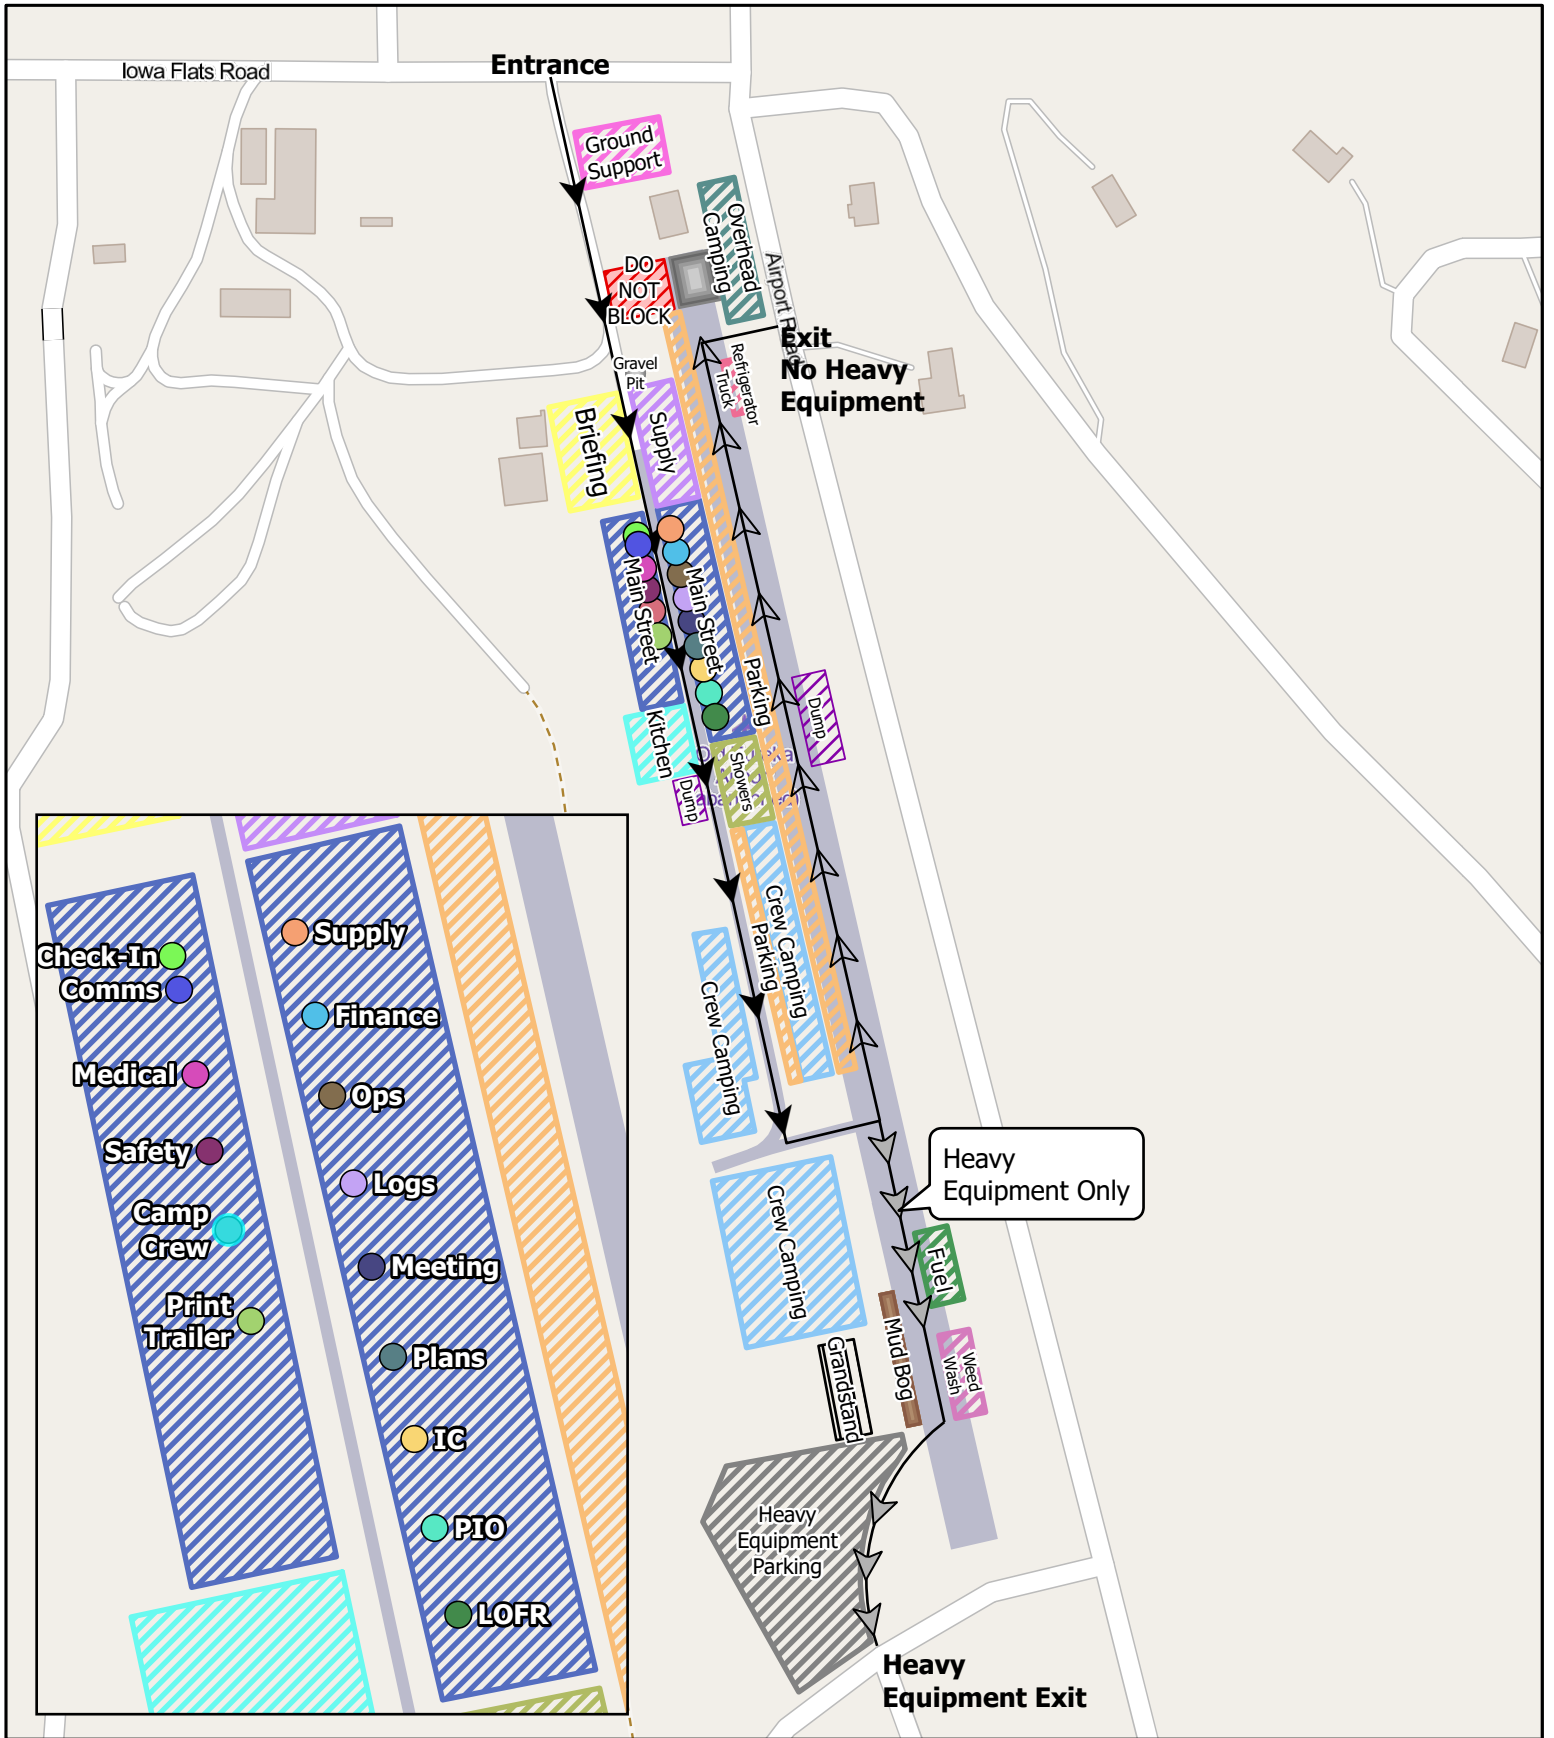 Iowa Flats Road
Entrance
Ground
Support
Overhead
Camping
DO
NOT
BLOCK
Airport Road
Exit
No Heavy
Equipment
Gravel
Pit
Refrigerator
Truck
Briefing
Supply
Main Street
Main Street
Parking
Dump
Kitchen
Showers
Dump
Crew Camping
Parking
Crew Camping
Heavy
Equipment Only
Crew Camping
Fuel
Mud Bog
Weed
Wash
Grandstand
Heavy
Equipment
Parking
Heavy
Equipment Exit
Check-In
Comms
Medical
Safety
Camp
Crew
Print
Trailer
Supply
Finance
Ops
Logs
Meeting
Plans
IC
PIO
LOFR